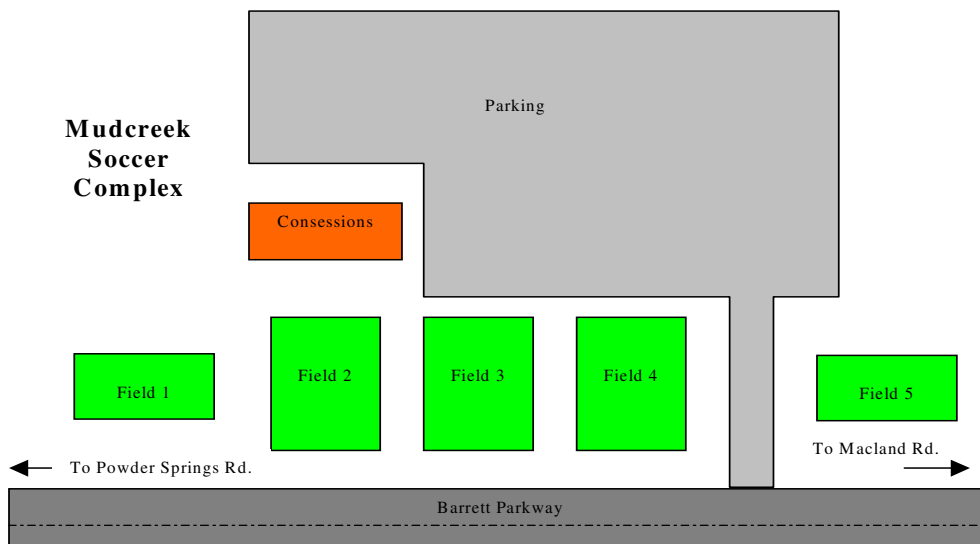 Parking
Mudcreek
Soccer
Complex
Consessions
Field 1
Field 2
Field 3
Field 4
Field 5
To Powder Springs Rd.
To Macland Rd.
Barrett Parkway